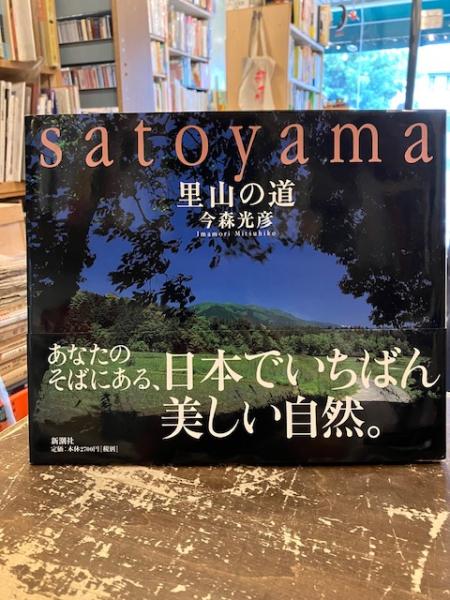 satoyama
里山の道
今森光彦
Imamori Mitsuhiko
あなたの
そばにある、日本でいちばん
美しい自然。
新潮社
定価:本体2700円[税別]